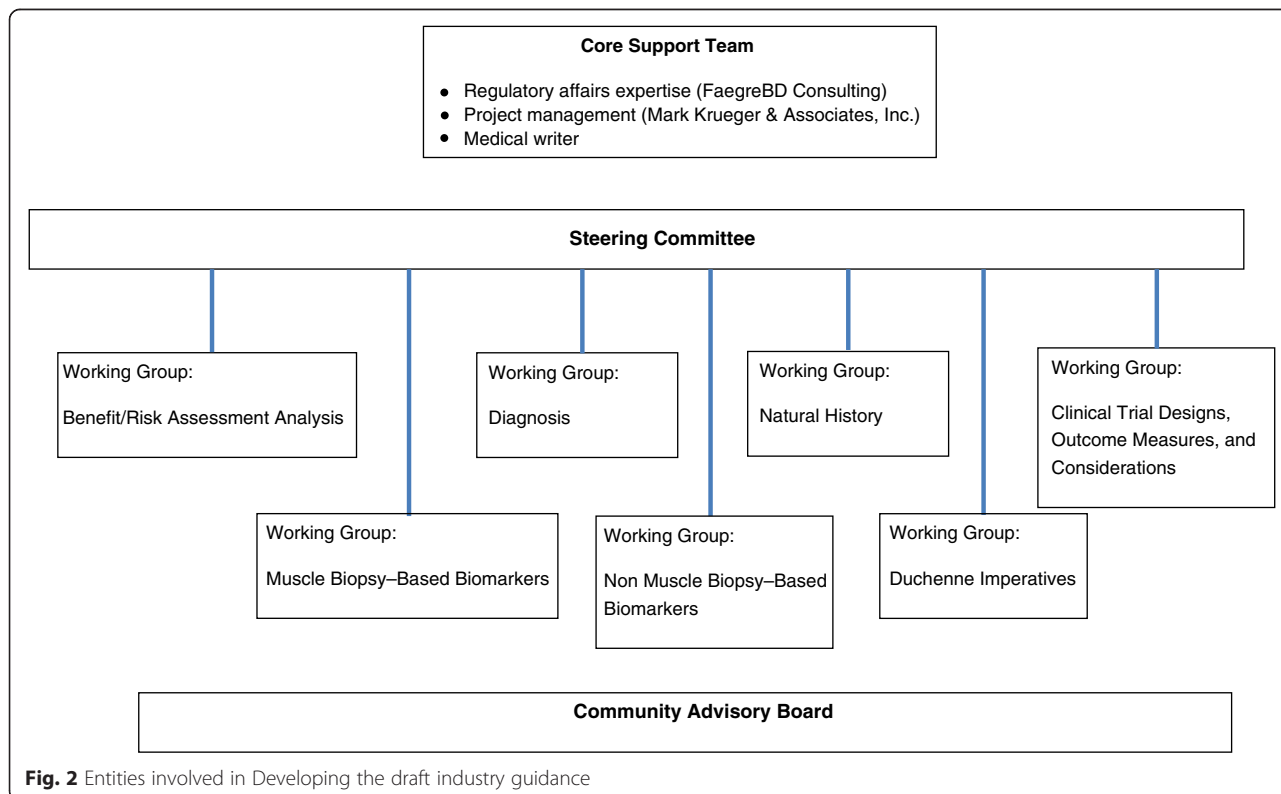 Core Support Team
● Regulatory affairs expertise (FaegreBD Consulting)
● Project management (Mark Krueger & Associates, Inc.)
● Medical writer
Steering Committee
Working Group:
Benefit/Risk Assessment Analysis
Working Group:
Diagnosis
Working Group:
Natural History
Working Group:
Clinical Trial Designs,
Outcome Measures, and
Considerations
Working Group:
Muscle Biopsy–Based Biomarkers
Working Group:
Non Muscle Biopsy–Based
Biomarkers
Working Group:
Duchenne Imperatives
Community Advisory Board
Fig. 2 Entities involved in Developing the draft industry guidance